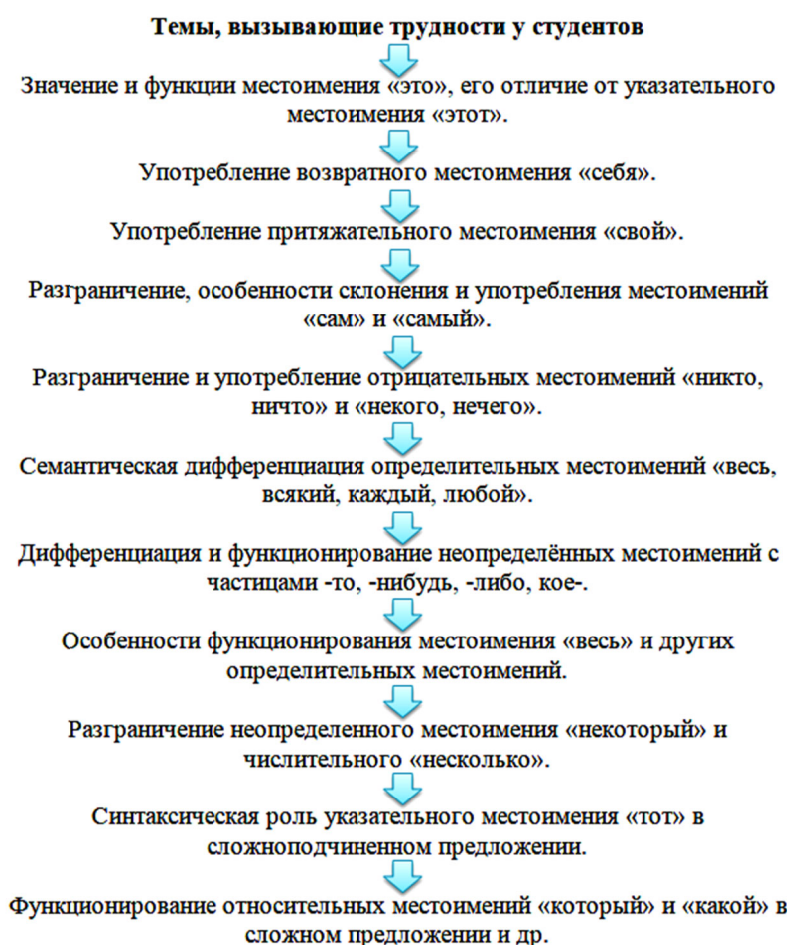 Темы, вызывающие трудности у студентов
Значение и функции местоимения «это», его отличие от указательного
местоимения «этот».
Употребление возвратного местоимения «себя».
Употребление притяжательного местоимения «свой».
Разграничение, особенности склонения и употребления местоимений
«сам» и «самый».
Разграничение и употребление отрицательных местоимений «никто,
ничто» и «некого, нечего».
Семантическая дифференциация определительных местоимений «весь,
всякий, каждый, любой».
Дифференциация и функционирование неопределённых местоимений с
частицами -то, -нибудь, -либо, кое-.
Особенности функционирования местоимения «весь» и других
определительных местоимений.
Разграничение неопределенного местоимения «некоторый» и
числительного «несколько».
Синтаксическая роль указательного местоимения «тот» в
сложноподчиненном предложении.
Функционирование относительных местоимений «который» и «какой» в
сложном предложении и др.